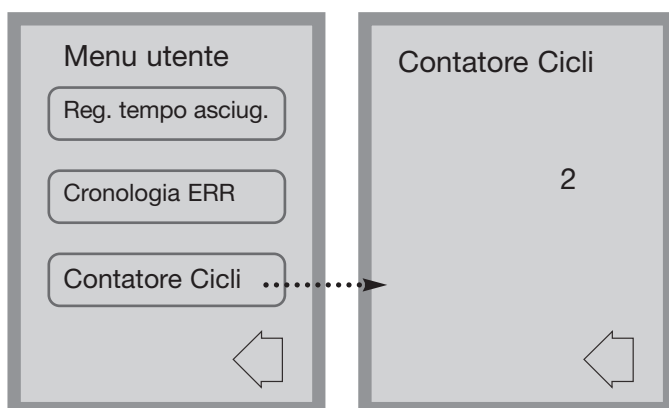 Menu utente
Reg. tempo asciug.
Cronologia ERR
Contatore Cicli
Contatore Cicli
2